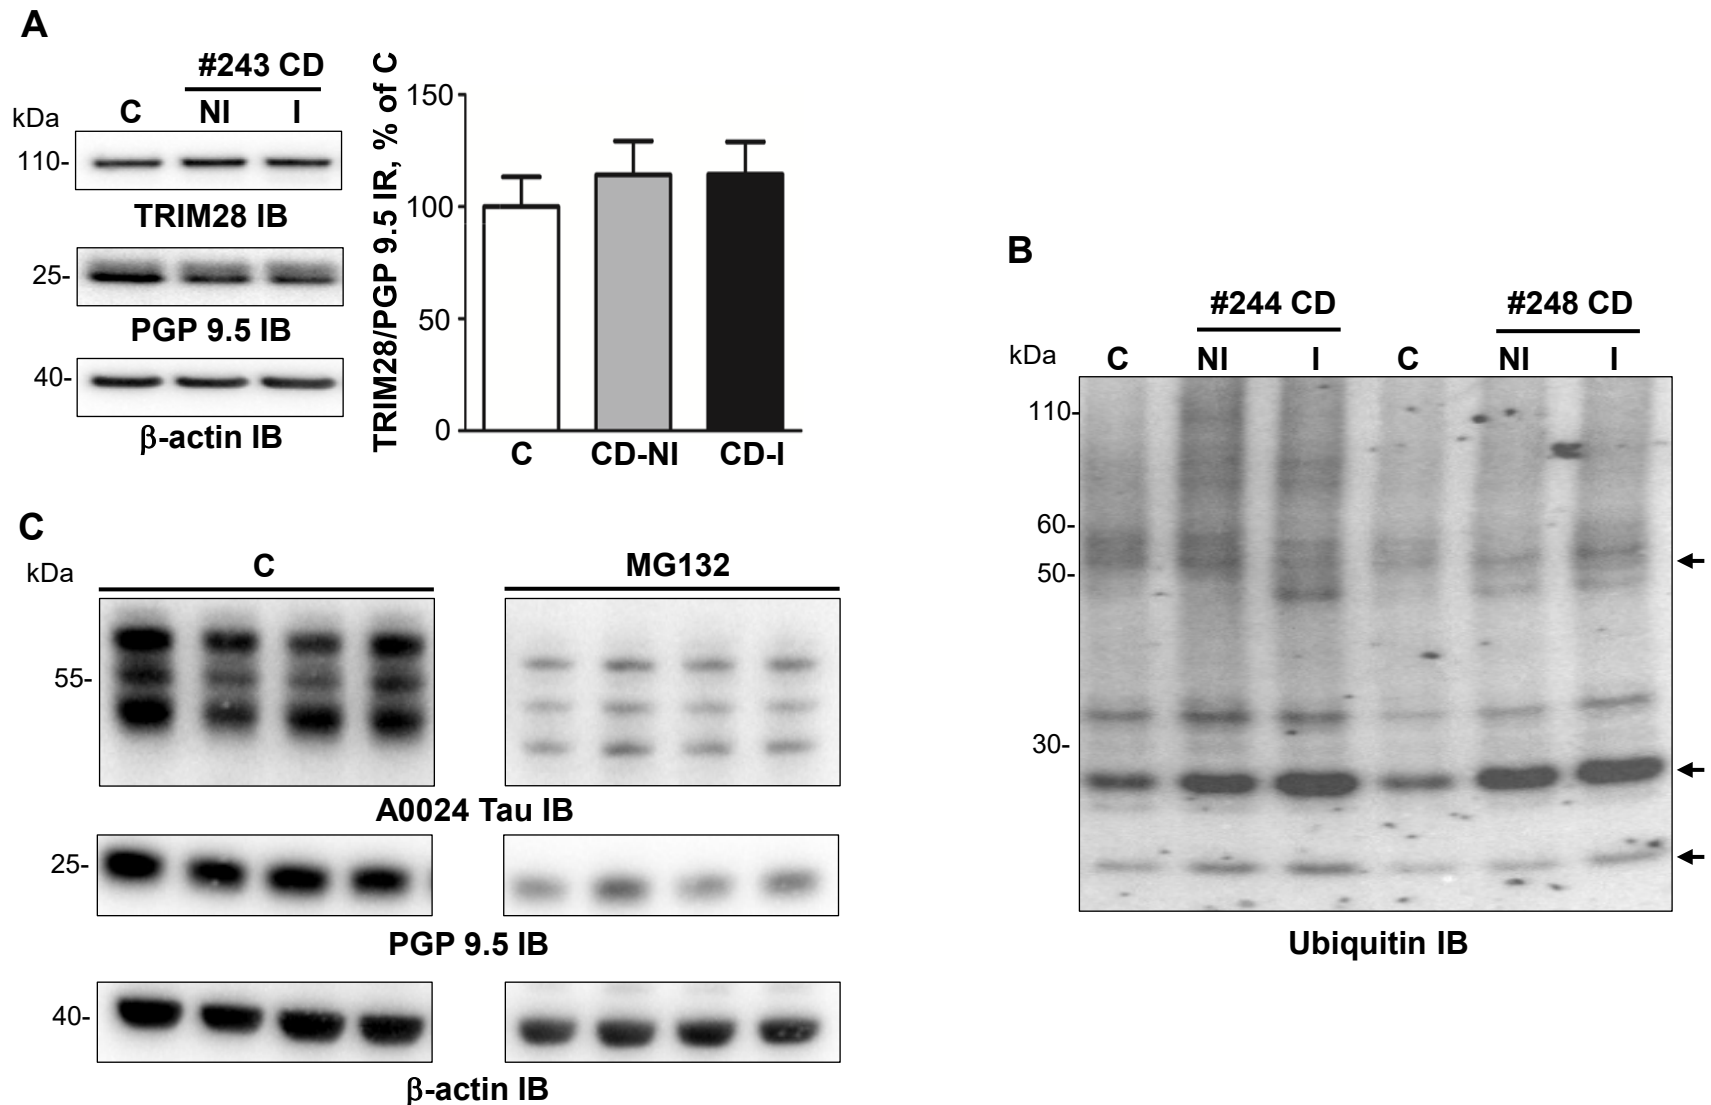 A
#243 CD
kDa
C NI I
110-
TRIM28 IB
25-
PGP 9.5 IB
40-
β-actin IB
TRIM28/PGP 9.5 IR, % of C
150
100
50
0
C CD-NI CD-I
B
#244 CD #248 CD
kDa
C NI I C NI I
110-
60-
50-
30-
Ubiquitin IB
C
kDa
C MG132
55-
A0024 Tau IB
25-
PGP 9.5 IB
40-
β-actin IB